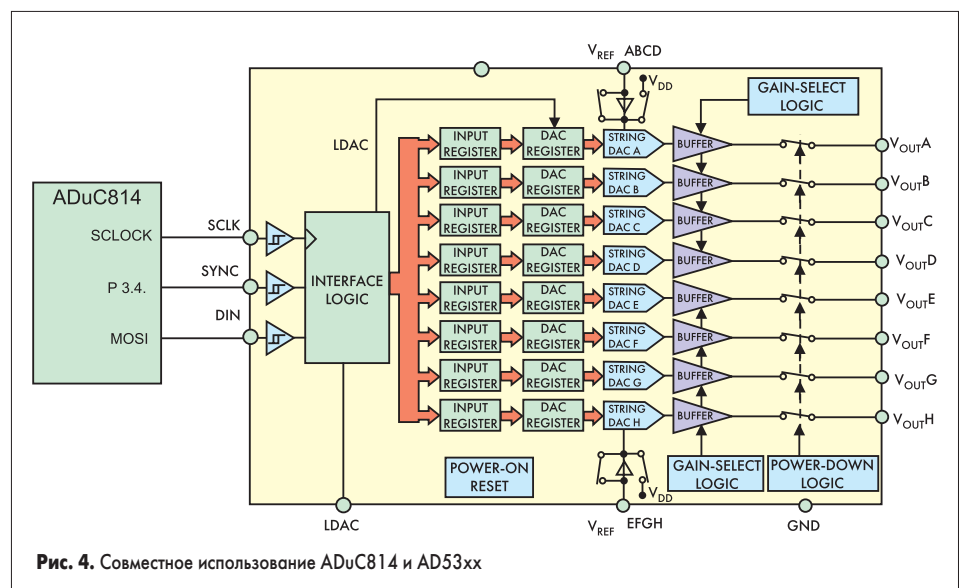 VREF ABCD
VDD
GAIN-SELECT
LOGIC
LDAC
INPUT
REGISTER
DAC
REGISTER
STRING
DAC A
BUFFER
VOUTA
INPUT
REGISTER
DAC
REGISTER
STRING
DAC B
BUFFER
VOUTB
ADuC814
SCLOCK
P 3.4.
MOSI
SCLK
SYNC
DIN
INTERFACE
LOGIC
INPUT
REGISTER
DAC
REGISTER
STRING
DAC C
BUFFER
VOUTC
INPUT
REGISTER
DAC
REGISTER
STRING
DAC D
BUFFER
VOUTD
INPUT
REGISTER
DAC
REGISTER
STRING
DAC E
BUFFER
VOUTE
INPUT
REGISTER
DAC
REGISTER
STRING
DAC F
BUFFER
VOUTF
INPUT
REGISTER
DAC
REGISTER
STRING
DAC G
BUFFER
VOUTG
INPUT
REGISTER
DAC
REGISTER
STRING
DAC H
BUFFER
VOUTH
POWER-ON
RESET
VDD
GAIN-SELECT
LOGIC
POWER-DOWN
LOGIC
LDAC
VREF EFGH
GND
Рис. 4. Совместное использование ADuC814 и AD53xx